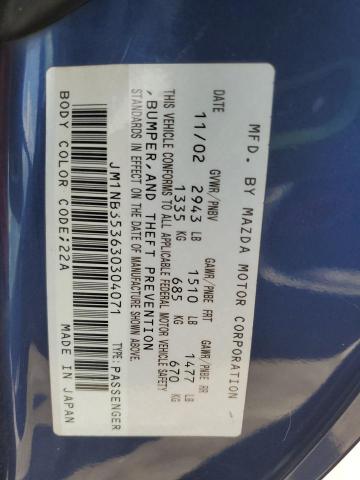 MFD. BY MAZDA MOTOR CORPORATION
DATE GVWR/PNBV GAWR/PNBE FRT GAWR/PNBE RR
11/02 2943 LB 1510 LB 1477 LB
1335 KG 685 KG 670 KG
THIS VEHICLE CONFORMS TO ALL APPLICABLE FEDERAL MOTOR VEHICLE SAFETY
, BUMPER, AND THEFT PREVENTION
STANDARDS IN EFFECT ON THE DATE OF MANUFACTURE SHOWN ABOVE.
JM1NB353630304071 TYPE: PASSENGER
BODY COLOR CODE; 22A MADE IN JAPAN